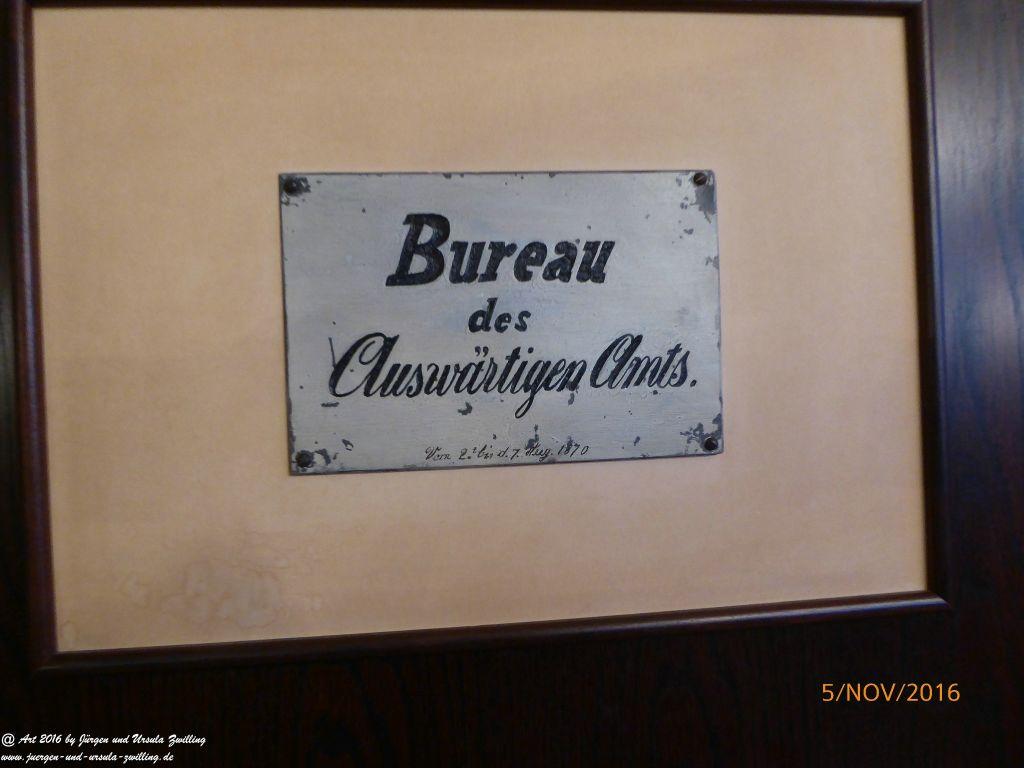 Bureau
des
Auswärtigen Amts.
Vom 2.t bis d. 7. Aug. 1870
5/NOV/2016
@ Art 2016 by Jürgen und Ursula Zwilling
www.juergen-und-ursula-zwilling.de